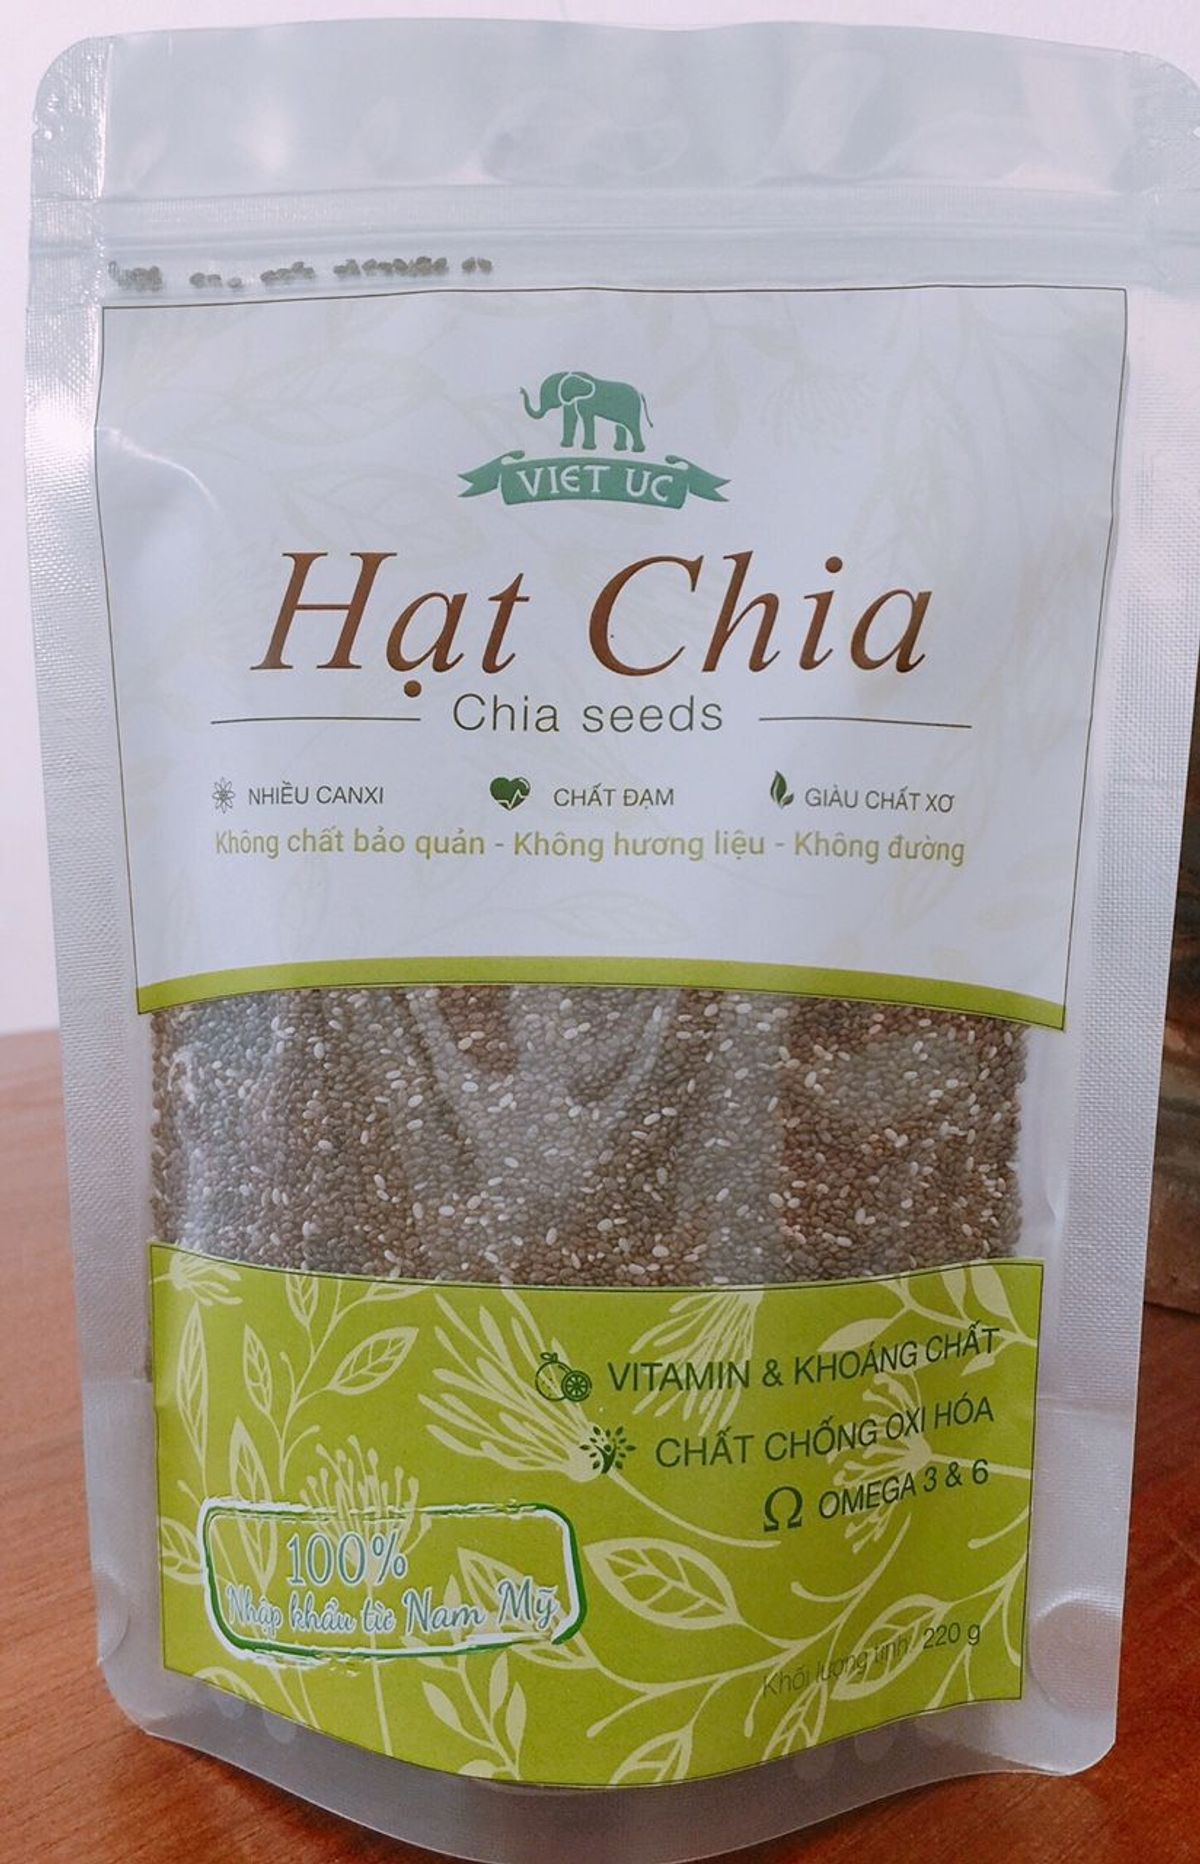 VIET UC
Hạt Chia
Chia seeds
NHIỀU CANXI CHẤT ĐẠM GIÀU CHẤT XƠ
Không chất bảo quản - Không hương liệu - Không đường
VITAMIN & KHOÁNG CHẤT
CHẤT CHỐNG OXI HÓA
Ω OMEGA 3 & 6
100%
Nhập khẩu từ Nam Mỹ
Khối lượng tịnh: 220 g